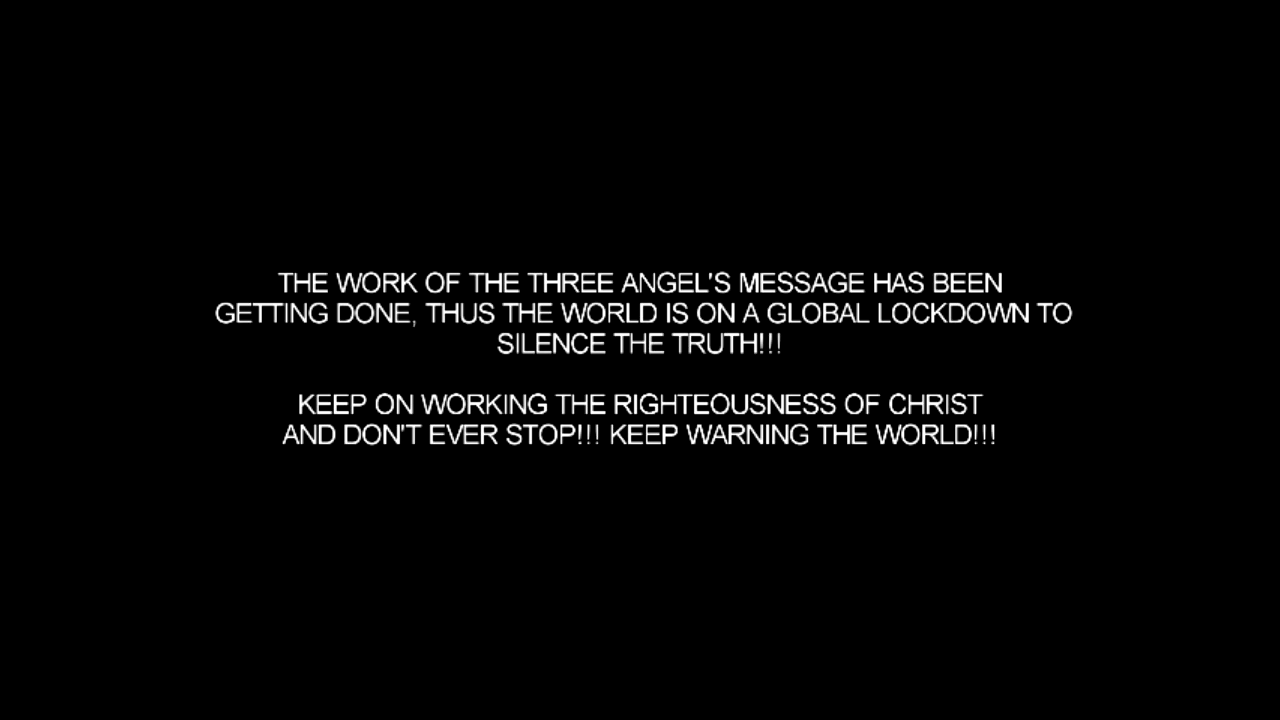 THE WORK OF THE THREE ANGEL'S MESSAGE HAS BEEN
GETTING DONE, THUS THE WORLD IS ON A GLOBAL LOCKDOWN TO
SILENCE THE TRUTH!!!
KEEP ON WORKING THE RIGHTEOUSNESS OF CHRIST
AND DON'T EVER STOP!!! KEEP WARNING THE WORLD!!!